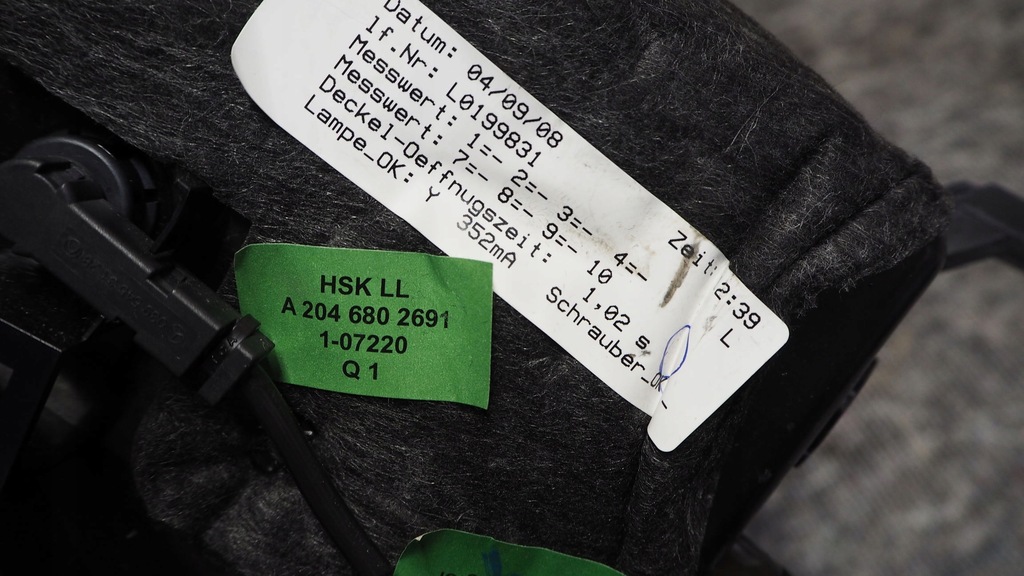 Datum: 04/09/08 Zeit: 2:39
lf.Nr: L0199831 L
Messwert: 1=-- 2=-- 3=-- 4=--
Messwert: 7=-- 8=-- 9=-- 10
Deckel-Oeffnugszeit: 1,02 s
Lampe_OK: Y 352mA Schrauber_OK
HSK LL
A 204 680 2691
1-07220
Q 1